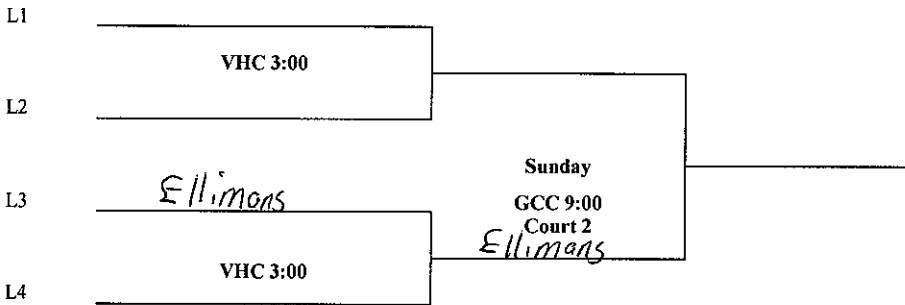 L1
VHC 3:00
L2
Sunday
Ellimans
L3
GCC 9:00
Court 2
Ellimans
VHC 3:00
L4